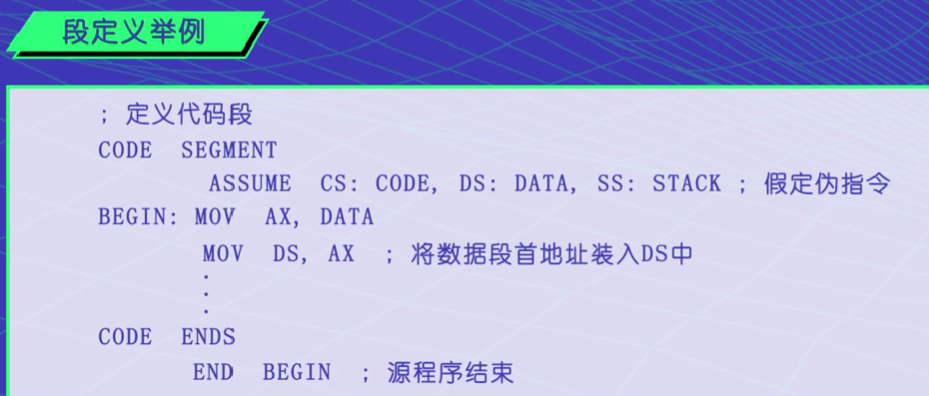 段定义举例
; 定义代码段
CODE SEGMENT
ASSUME CS: CODE, DS: DATA, SS: STACK ; 假定伪指令
BEGIN: MOV AX, DATA
MOV DS, AX ; 将数据段首地址装入DS中
.
.
.
CODE ENDS
END BEGIN ; 源程序结束